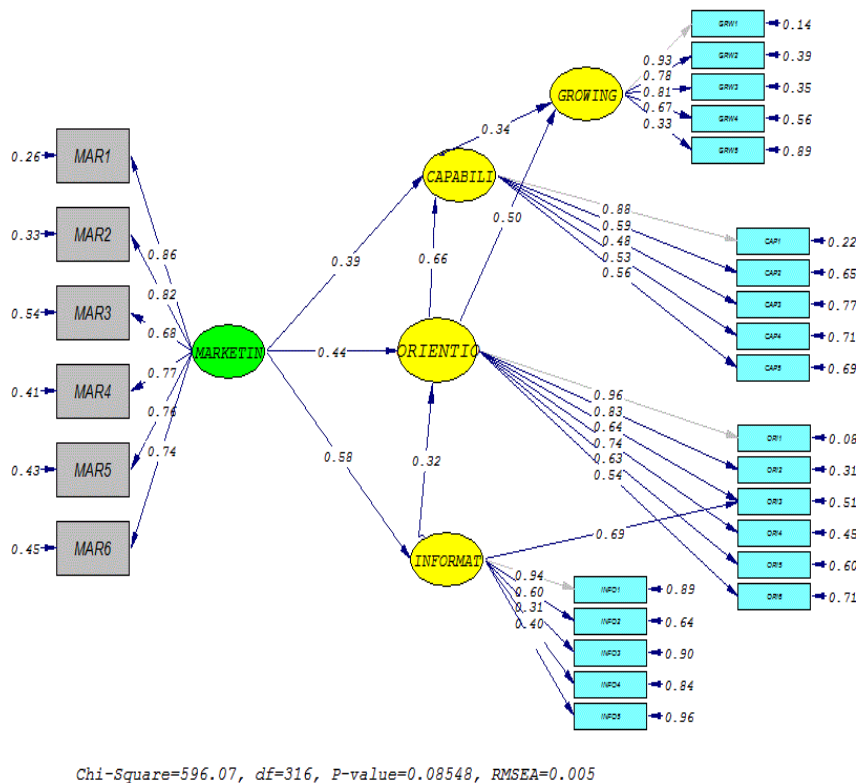 GRW1
0.14
GRW2
0.39
GRW3
0.35
GRW4
0.56
GRW5
0.89
0.93
0.78
0.81
0.67
0.33
GROWING
0.34
0.50
CAPABILI
0.88
0.59
0.48
0.53
0.56
CAP1
0.22
CAP2
0.65
CAP3
0.77
CAP4
0.71
CAP5
0.69
0.26
MAR1
0.33
MAR2
0.54
MAR3
0.41
MAR4
0.43
MAR5
0.45
MAR6
0.86
0.82
0.68
0.77
0.76
0.74
MARKETIN
0.39
0.66
0.44
ORIENTIO
0.58
0.32
0.96
0.83
0.64
0.74
0.63
0.54
ORI1
0.08
ORI2
0.31
ORI3
0.51
ORI4
0.45
ORI5
0.60
ORI6
0.71
0.69
INFORMAT
0.94
0.60
0.31
0.40
INFO1
0.89
INFO2
0.64
INFO3
0.90
INFO4
0.84
INFO5
0.96
Chi-Square=596.07, df=316, P-value=0.08548, RMSEA=0.005